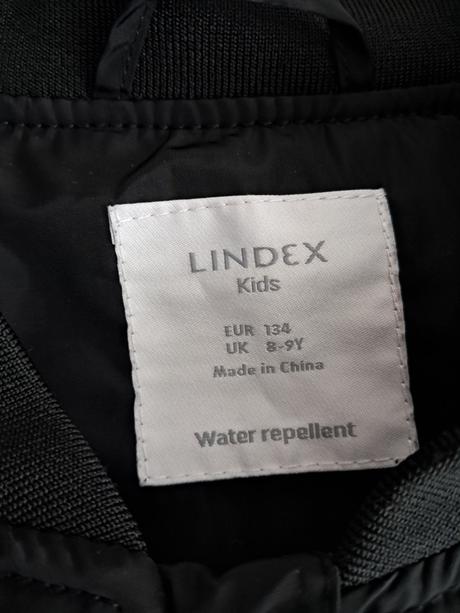 LINDEX
Kids
EUR 134
UK 8-9Y
Made in China
Water repellent